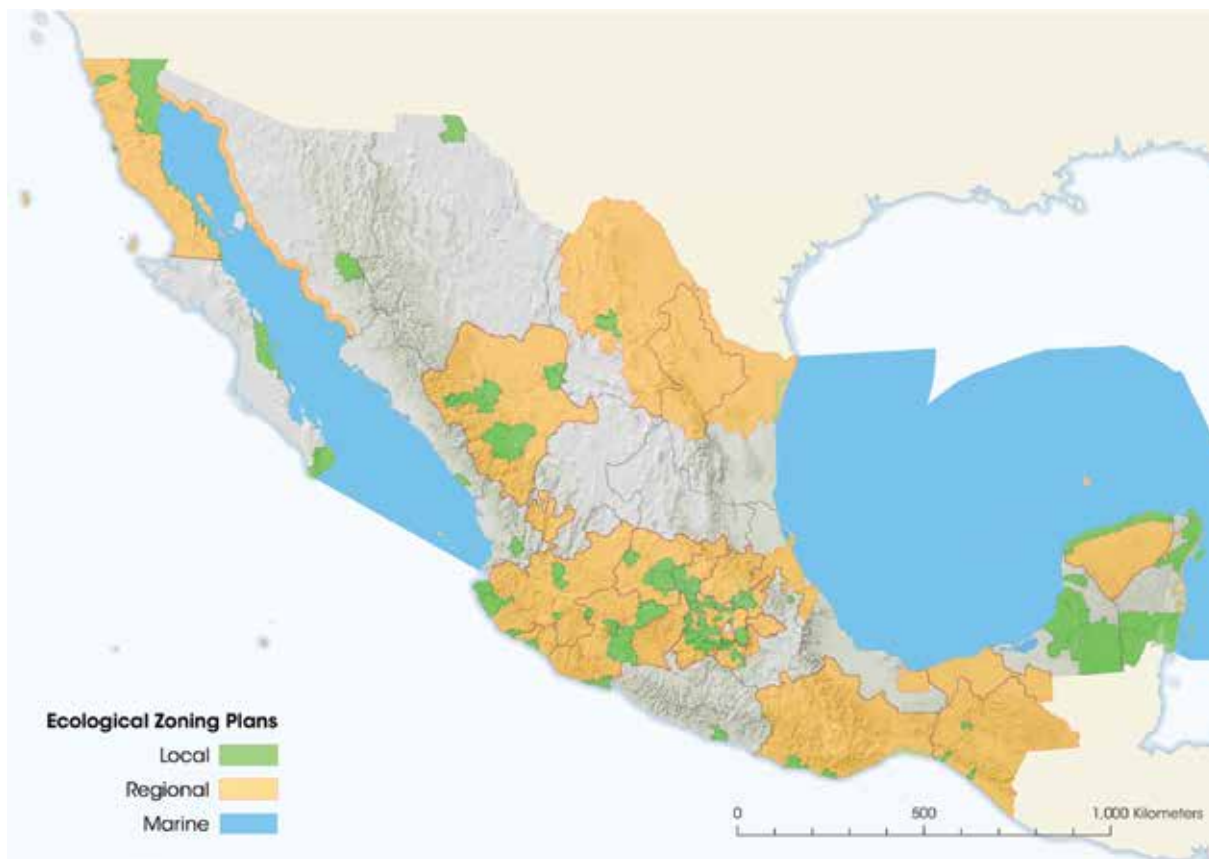 Ecological Zoning Plans
Local
Regional
Marine
0 500 1,000 Kilometers